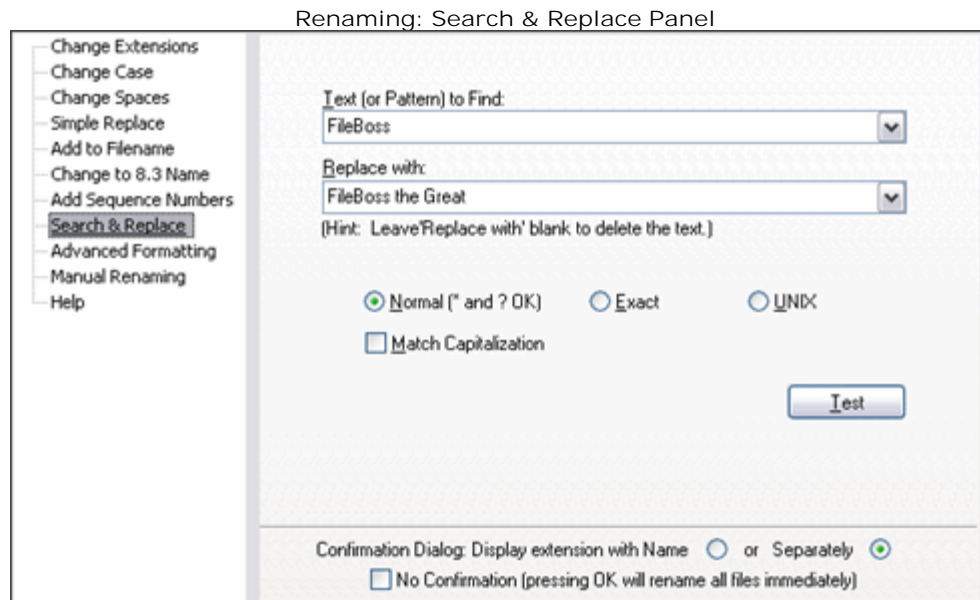 Renaming: Search & Replace Panel
Change Extensions
Change Case
Change Spaces
Simple Replace
Add to Filename
Change to 8.3 Name
Add Sequence Numbers
Search & Replace
Advanced Formatting
Manual Renaming
Help
Text (or Pattern) to Find:
FileBoss
Replace with:
FileBoss the Great
(Hint: Leave'Replace with' blank to delete the text.)
Normal (* and ? OK) Exact UNIX
Match Capitalization
Test
Confirmation Dialog: Display extension with Name or Separately
No Confirmation (pressing OK will rename all files immediately)